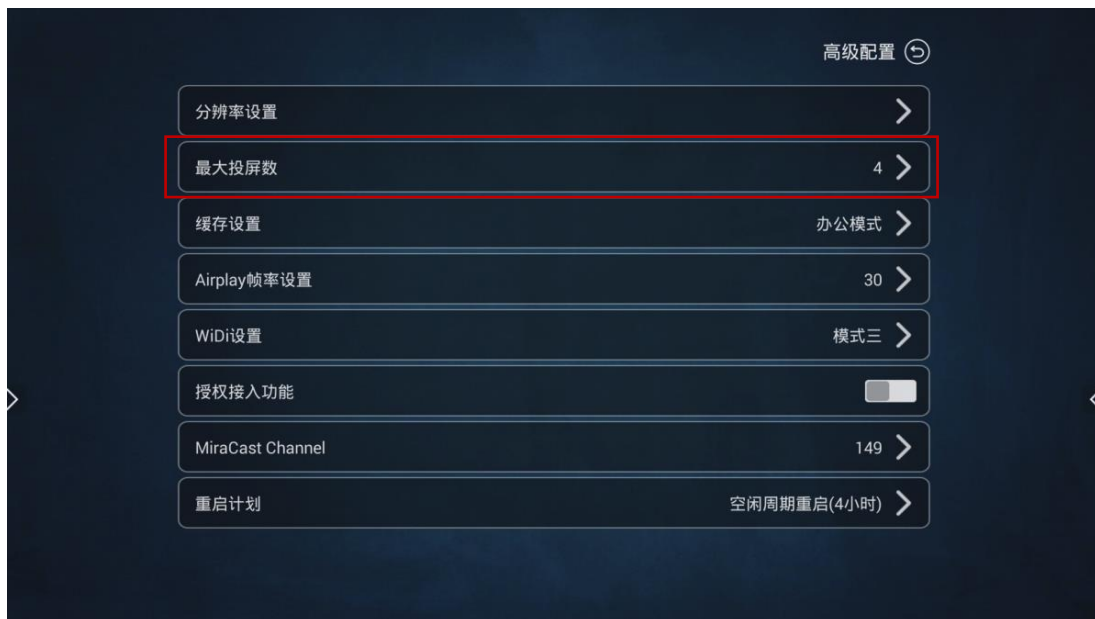 高级配置
分辨率设置
最大投屏数 4
缓存设置 办公模式
Airplay帧率设置 30
WiDi设置 模式三
授权接入功能
MiraCast Channel 149
重启计划 空闲周期重启(4小时)